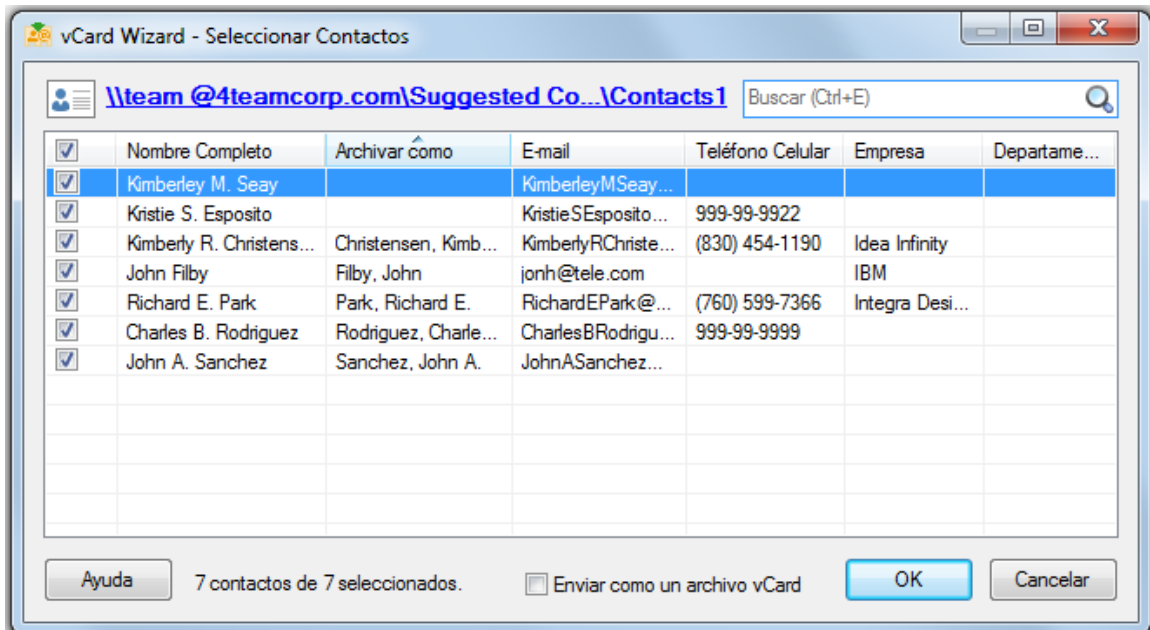 vCard Wizard - Seleccionar Contactos
\\team @4teamcorp.com\Suggested Co...\Contacts1 Buscar (Ctrl+E)
Nombre Completo Archivar como E-mail Teléfono Celular Empresa Departame...
Kimberley M. Seay KimberleyMSeay...
Kristie S. Esposito KristieSEsposito... 999-99-9922
Kimberly R. Christens... Christensen, Kimb... KimberlyRChriste... (830) 454-1190 Idea Infinity
John Filby Filby, John jonh@tele.com IBM
Richard E. Park Park, Richard E. RichardEPark@... (760) 599-7366 Integra Desi...
Charles B. Rodriguez Rodriguez, Charle... CharlesBRodrigu... 999-99-9999
John A. Sanchez Sanchez, John A. JohnASanchez...
Ayuda 7 contactos de 7 seleccionados. Enviar como un archivo vCard OK Cancelar